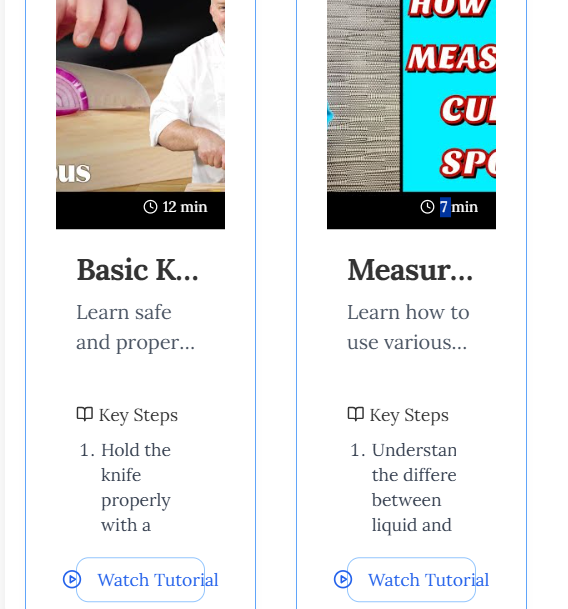 ous
12 min
Basic K...
Learn safe
and proper...
Key Steps
1. Hold the
knife
properly
with a
Watch Tutorial
HOW
MEAS
CU
SPO
7 min
Measur...
Learn how to
use various...
Key Steps
1. Understan
the differe
between
liquid and
Watch Tutorial